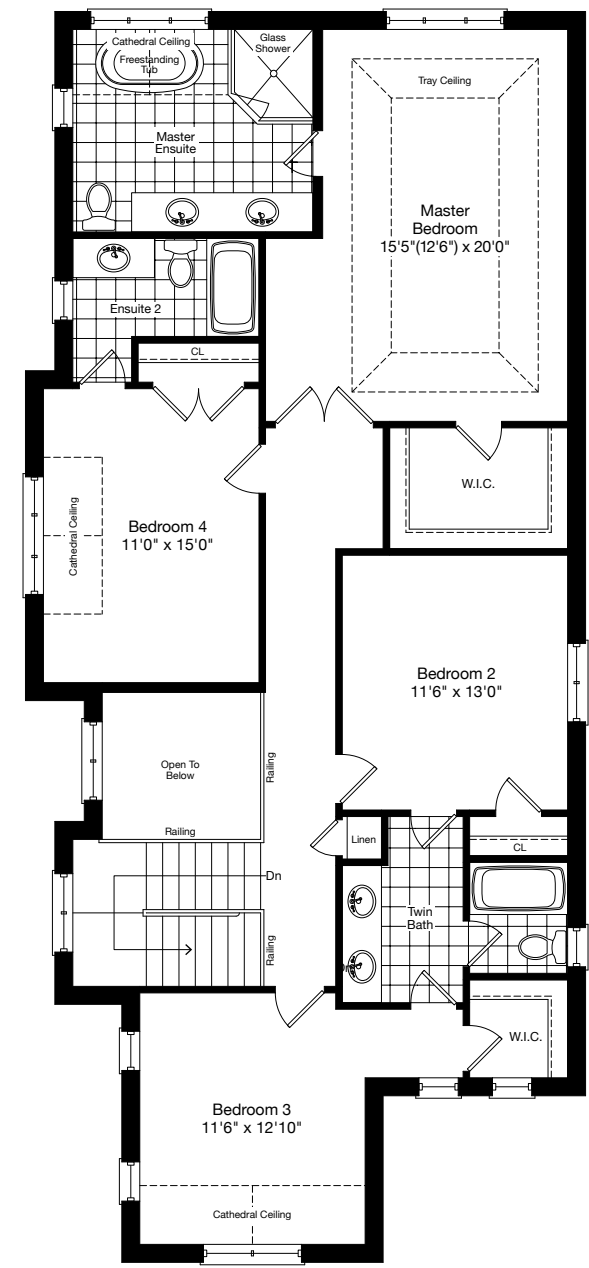 Cathedral Ceiling
Freestanding
Tub
Glass
Shower
Master
Ensuite
Tray Ceiling
Master
Bedroom
15'5"(12'6") x 20'0"
Ensuite 2
CL
W.I.C.
Cathedral Ceiling
Bedroom 4
11'0" x 15'0"
Bedroom 2
11'6" x 13'0"
Open To
Below
Railing
Railing
Linen
CL
Dn
Twin
Bath
Railing
W.I.C.
Bedroom 3
11'6" x 12'10"
Cathedral Ceiling